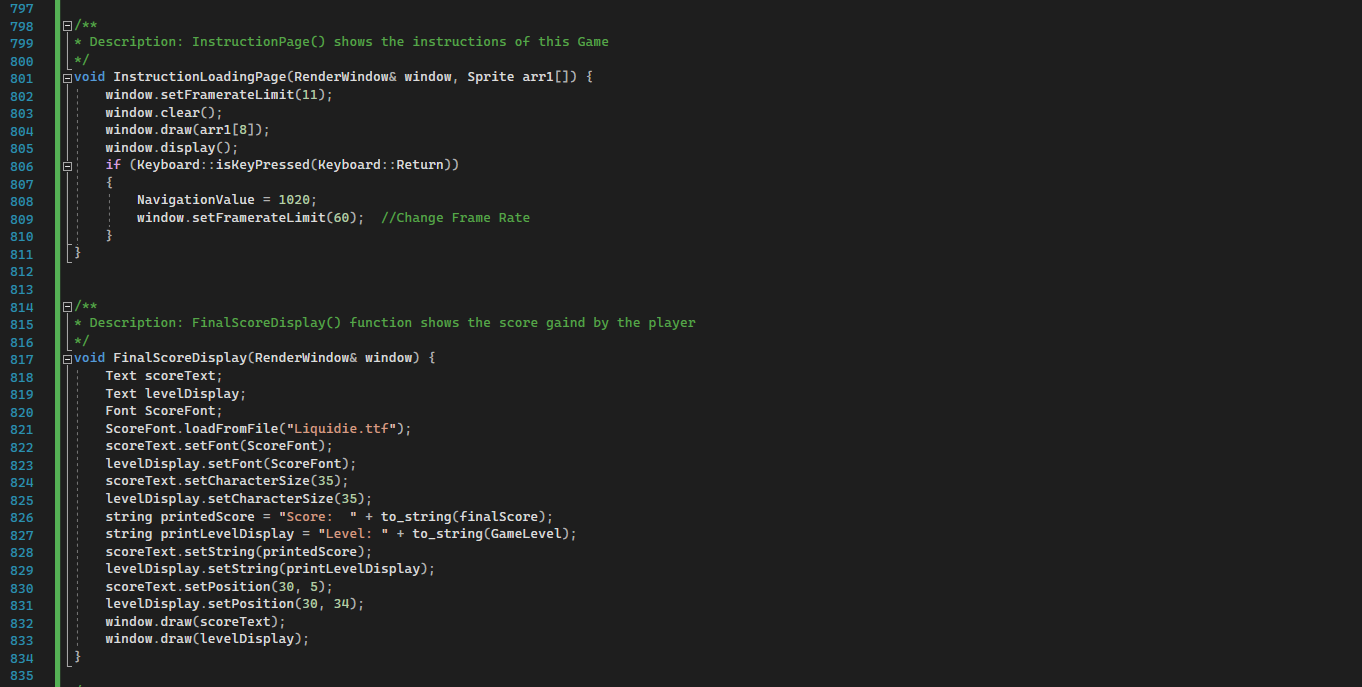 797
798 /**
799 * Description: InstructionPage() shows the instructions of this Game
800 */
801 void InstructionLoadingPage(RenderWindow& window, Sprite arr1[]) {
802     window.setFramerateLimit(11);
803     window.clear();
804     window.draw(arr1[8]);
805     window.display();
806     if (Keyboard::isKeyPressed(Keyboard::Return))
807     {
808         NavigationValue = 1020;
809         window.setFramerateLimit(60);  //Change Frame Rate
810     }
811 }
812
813
814 /**
815 * Description: FinalScoreDisplay() function shows the score gaind by the player
816 */
817 void FinalScoreDisplay(RenderWindow& window) {
818     Text scoreText;
819     Text levelDisplay;
820     Font ScoreFont;
821     ScoreFont.loadFromFile("Liquidie.ttf");
822     scoreText.setFont(ScoreFont);
823     levelDisplay.setFont(ScoreFont);
824     scoreText.setCharacterSize(35);
825     levelDisplay.setCharacterSize(35);
826     string printedScore = "Score:  " + to_string(finalScore);
827     string printLevelDisplay = "Level: " + to_string(GameLevel);
828     scoreText.setString(printedScore);
829     levelDisplay.setString(printLevelDisplay);
830     scoreText.setPosition(30, 5);
831     levelDisplay.setPosition(30, 34);
832     window.draw(scoreText);
833     window.draw(levelDisplay);
834 }
835